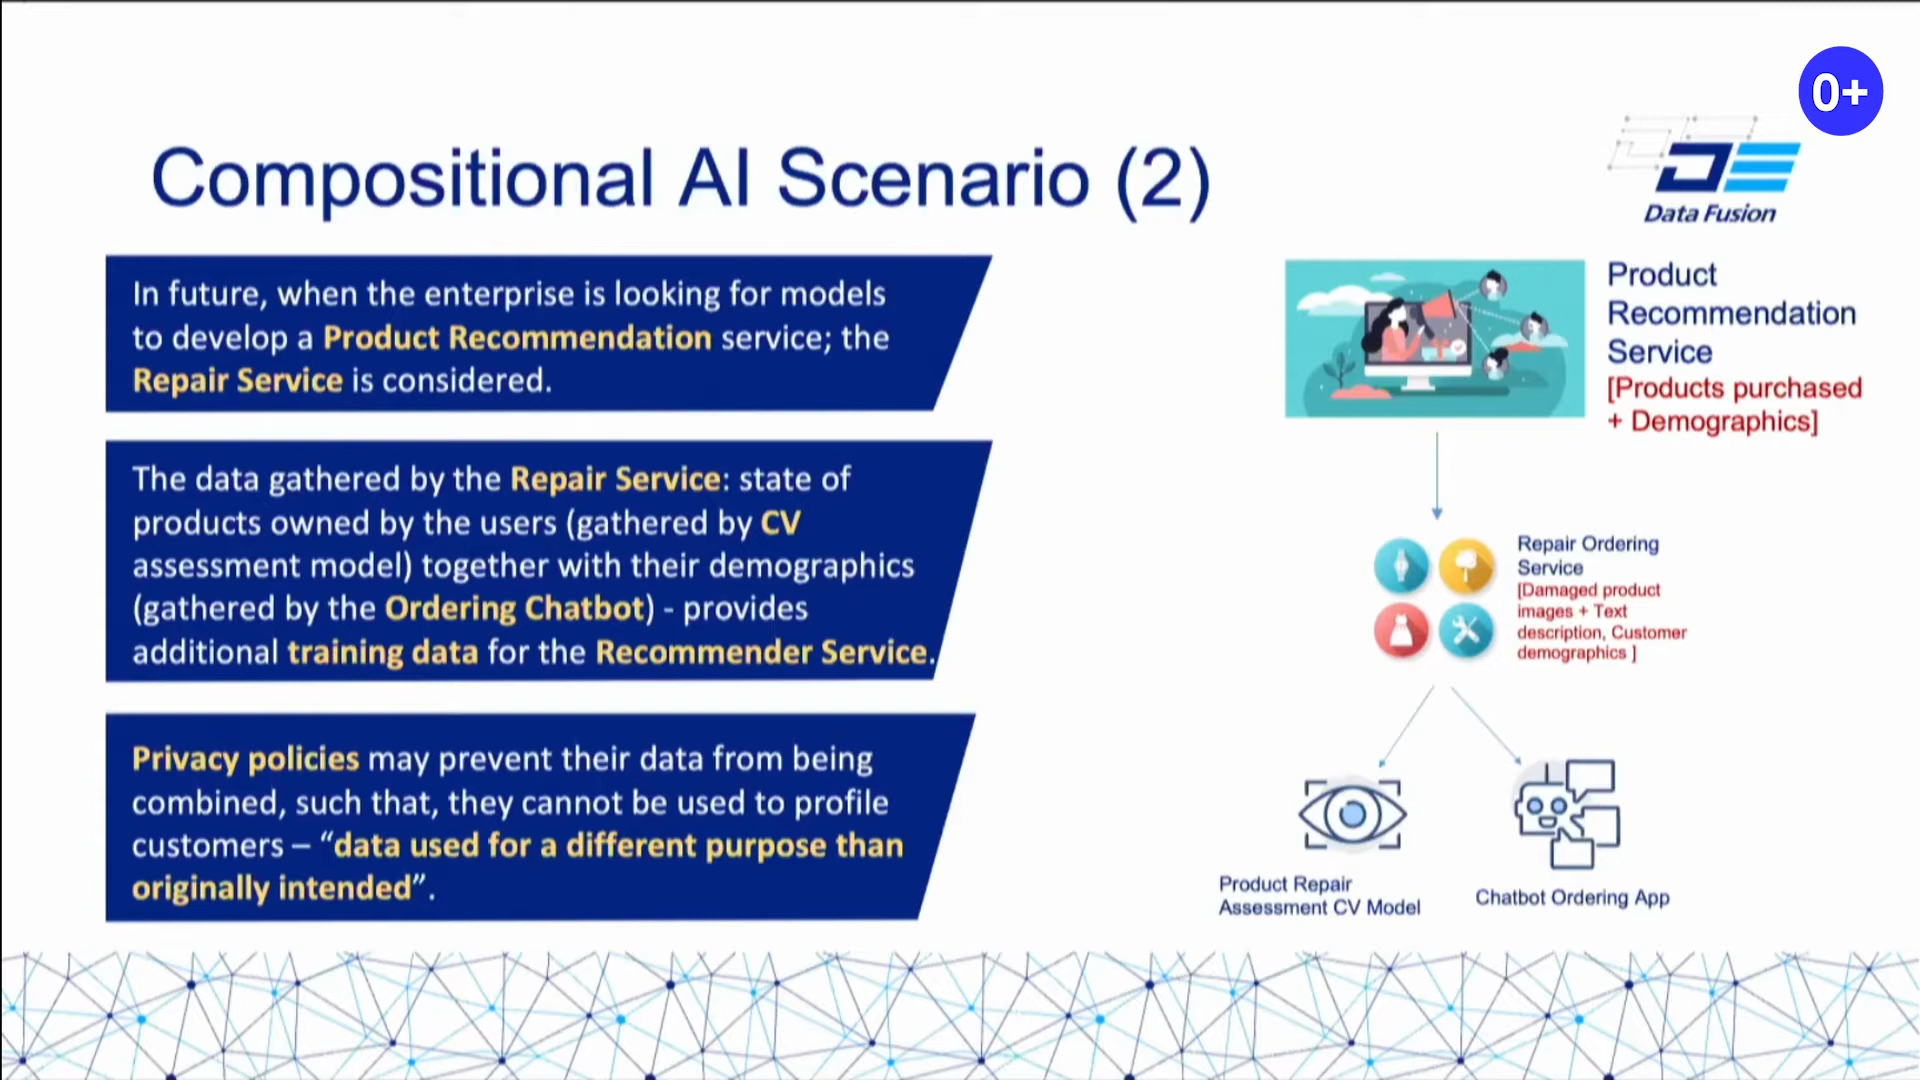 0+
Data Fusion
Compositional AI Scenario (2)
In future, when the enterprise is looking for models
to develop a Product Recommendation service; the
Repair Service is considered.
The data gathered by the Repair Service: state of
products owned by the users (gathered by CV
assessment model) together with their demographics
(gathered by the Ordering Chatbot) - provides
additional training data for the Recommender Service.
Privacy policies may prevent their data from being
combined, such that, they cannot be used to profile
customers – “data used for a different purpose than
originally intended”.
Product
Recommendation
Service
[Products purchased
+ Demographics]
Repair Ordering
Service
[Damaged product
images + Text
description, Customer
demographics ]
Product Repair
Assessment CV Model
Chatbot Ordering App